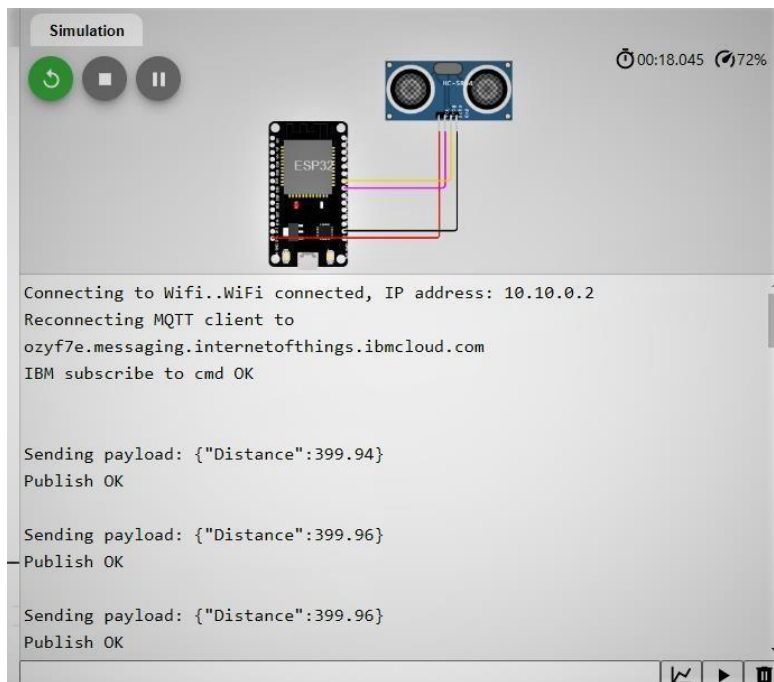 Simulation
00:18.045 72%
HC-SR04
ESP32
Connecting to Wifi..WiFi connected, IP address: 10.10.0.2
Reconnecting MQTT client to
ozyf7e.messaging.internetofthings.ibmcloud.com
IBM subscribe to cmd OK
Sending payload: {"Distance":399.94}
Publish OK
Sending payload: {"Distance":399.96}
Publish OK
Sending payload: {"Distance":399.96}
Publish OK